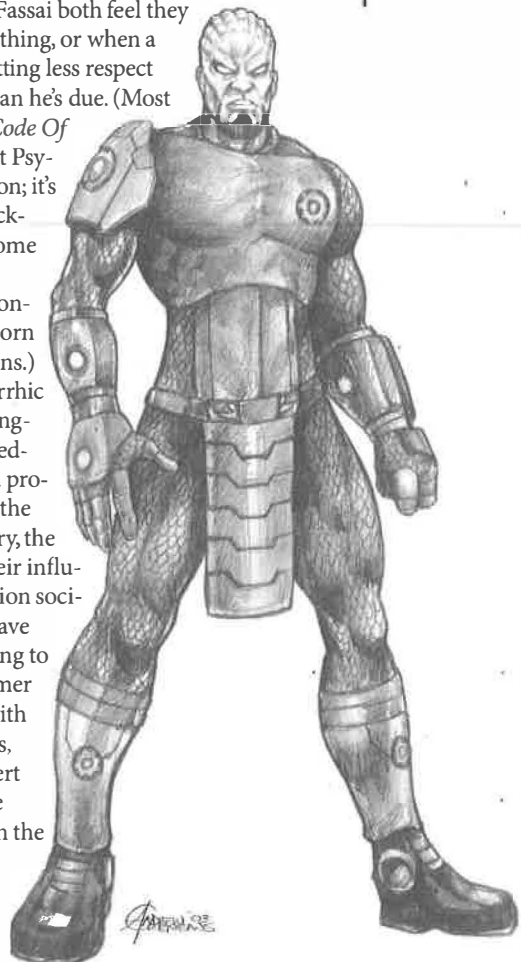 Fassai both feel they
thing, or when a
tting less respect
an he's due. (Most
Code Of
t Psy-
on; it's
ck-
ome
on-
orn
ns.)
rrhic
ng-
ed-
pro-
the
ry, the
eir influ-
ion soci-
ave
ng to
mer
ith
s,
ert
e
n the